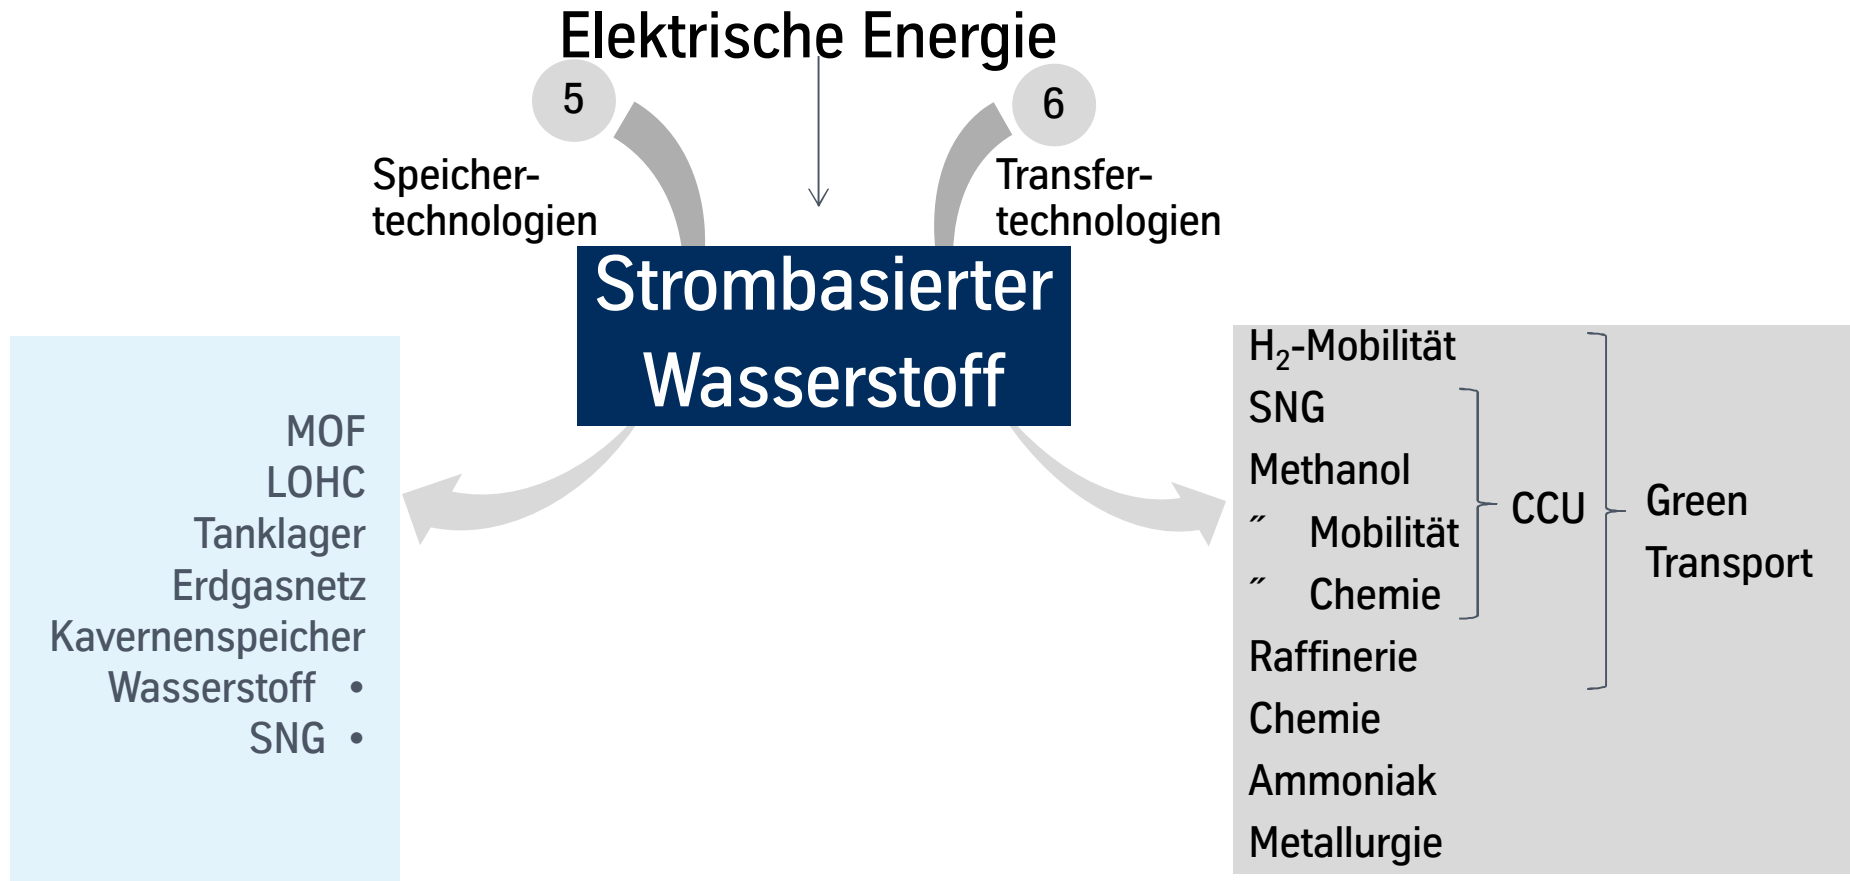 Elektrische Energie
5
6
Speicher-
technologien
Transfer-
technologien
Strombasierter
Wasserstoff
MOF
LOHC
Tanklager
Erdgasnetz
Kavernenspeicher
Wasserstoff •
SNG •
H₂-Mobilität
SNG
Methanol
˝ Mobilität
˝ Chemie
Raffinerie
Chemie
Ammoniak
Metallurgie
CCU
Green
Transport